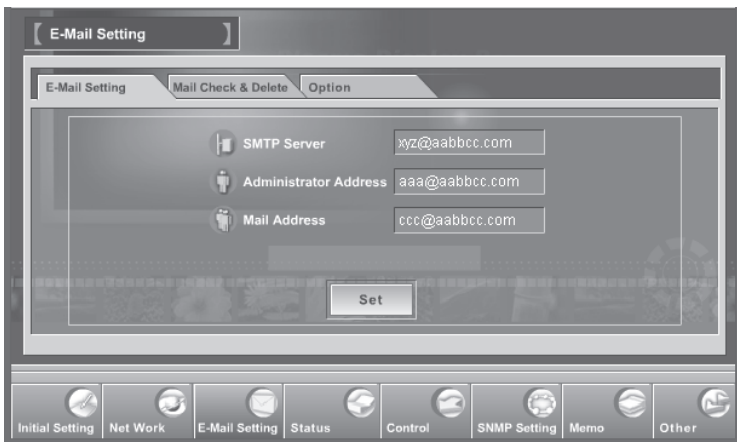 E-Mail Setting
E-Mail Setting Mail Check & Delete Option
SMTP Server xyz@aabbcc.com
Administrator Address aaa@aabbcc.com
Mail Address ccc@aabbcc.com
Set
Initial Setting Net Work E-Mail Setting Status Control SNMP Setting Memo Other